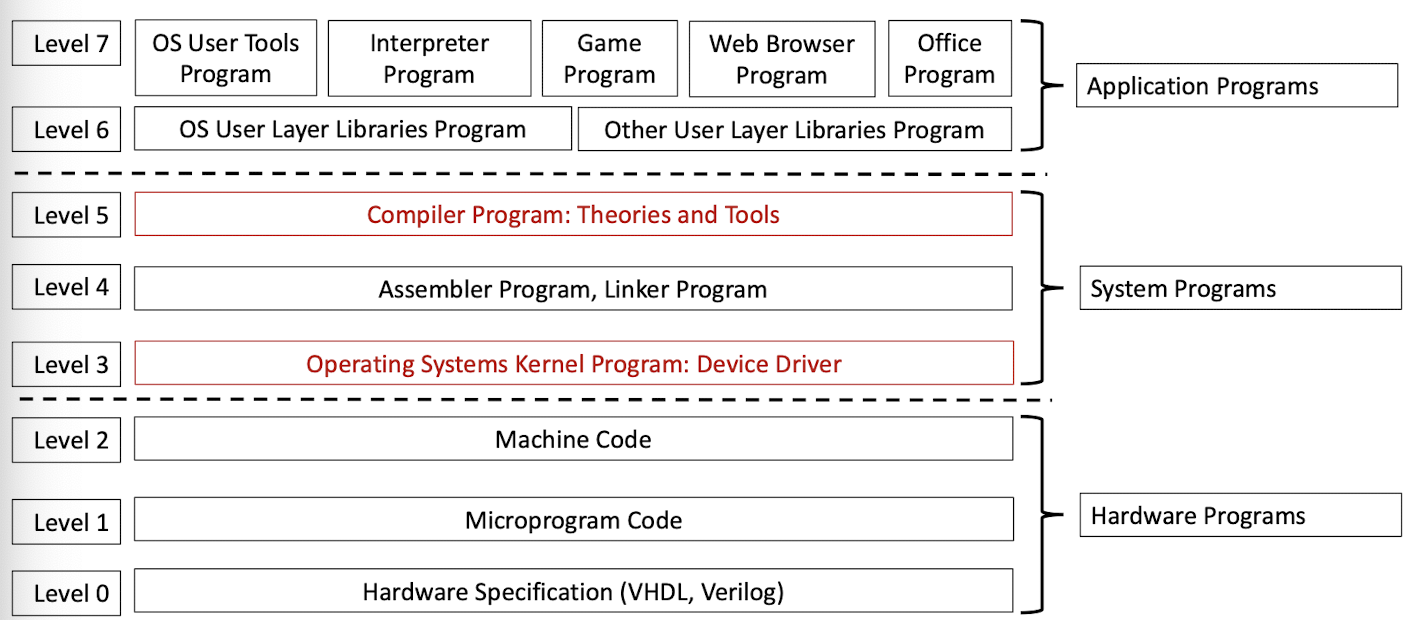 Level 7
OS User Tools
Program
Interpreter
Program
Game
Program
Web Browser
Program
Office
Program
Application Programs
Level 6
OS User Layer Libraries Program
Other User Layer Libraries Program
Level 5
Compiler Program: Theories and Tools
Level 4
Assembler Program, Linker Program
System Programs
Level 3
Operating Systems Kernel Program: Device Driver
Level 2
Machine Code
Level 1
Microprogram Code
Hardware Programs
Level 0
Hardware Specification (VHDL, Verilog)